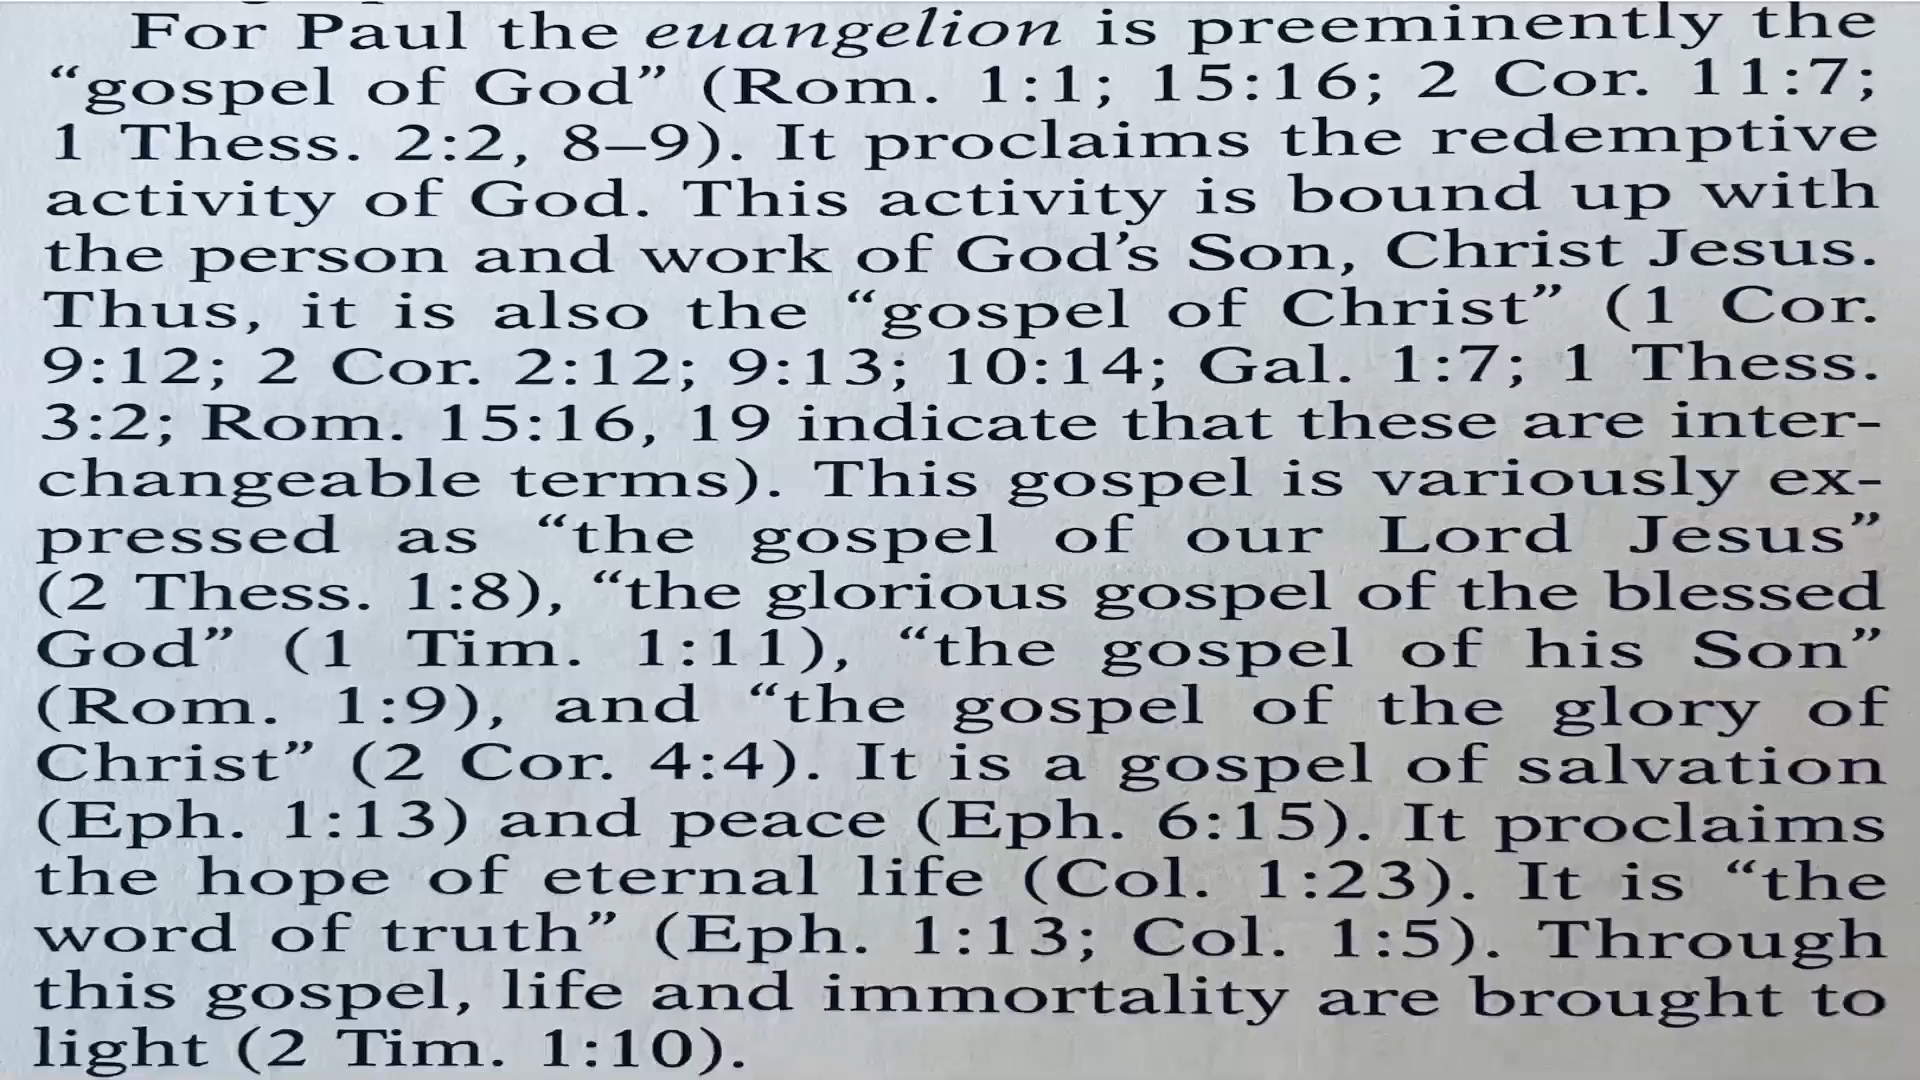 For Paul the euangelion is preeminently the
“gospel of God” (Rom. 1:1; 15:16; 2 Cor. 11:7;
1 Thess. 2:2, 8–9). It proclaims the redemptive
activity of God. This activity is bound up with
the person and work of God’s Son, Christ Jesus.
Thus, it is also the “gospel of Christ” (1 Cor.
9:12; 2 Cor. 2:12; 9:13; 10:14; Gal. 1:7; 1 Thess.
3:2; Rom. 15:16, 19 indicate that these are inter-
changeable terms). This gospel is variously ex-
pressed as “the gospel of our Lord Jesus”
(2 Thess. 1:8), “the glorious gospel of the blessed
God” (1 Tim. 1:11), “the gospel of his Son”
(Rom. 1:9), and “the gospel of the glory of
Christ” (2 Cor. 4:4). It is a gospel of salvation
(Eph. 1:13) and peace (Eph. 6:15). It proclaims
the hope of eternal life (Col. 1:23). It is “the
word of truth” (Eph. 1:13; Col. 1:5). Through
this gospel, life and immortality are brought to
light (2 Tim. 1:10).